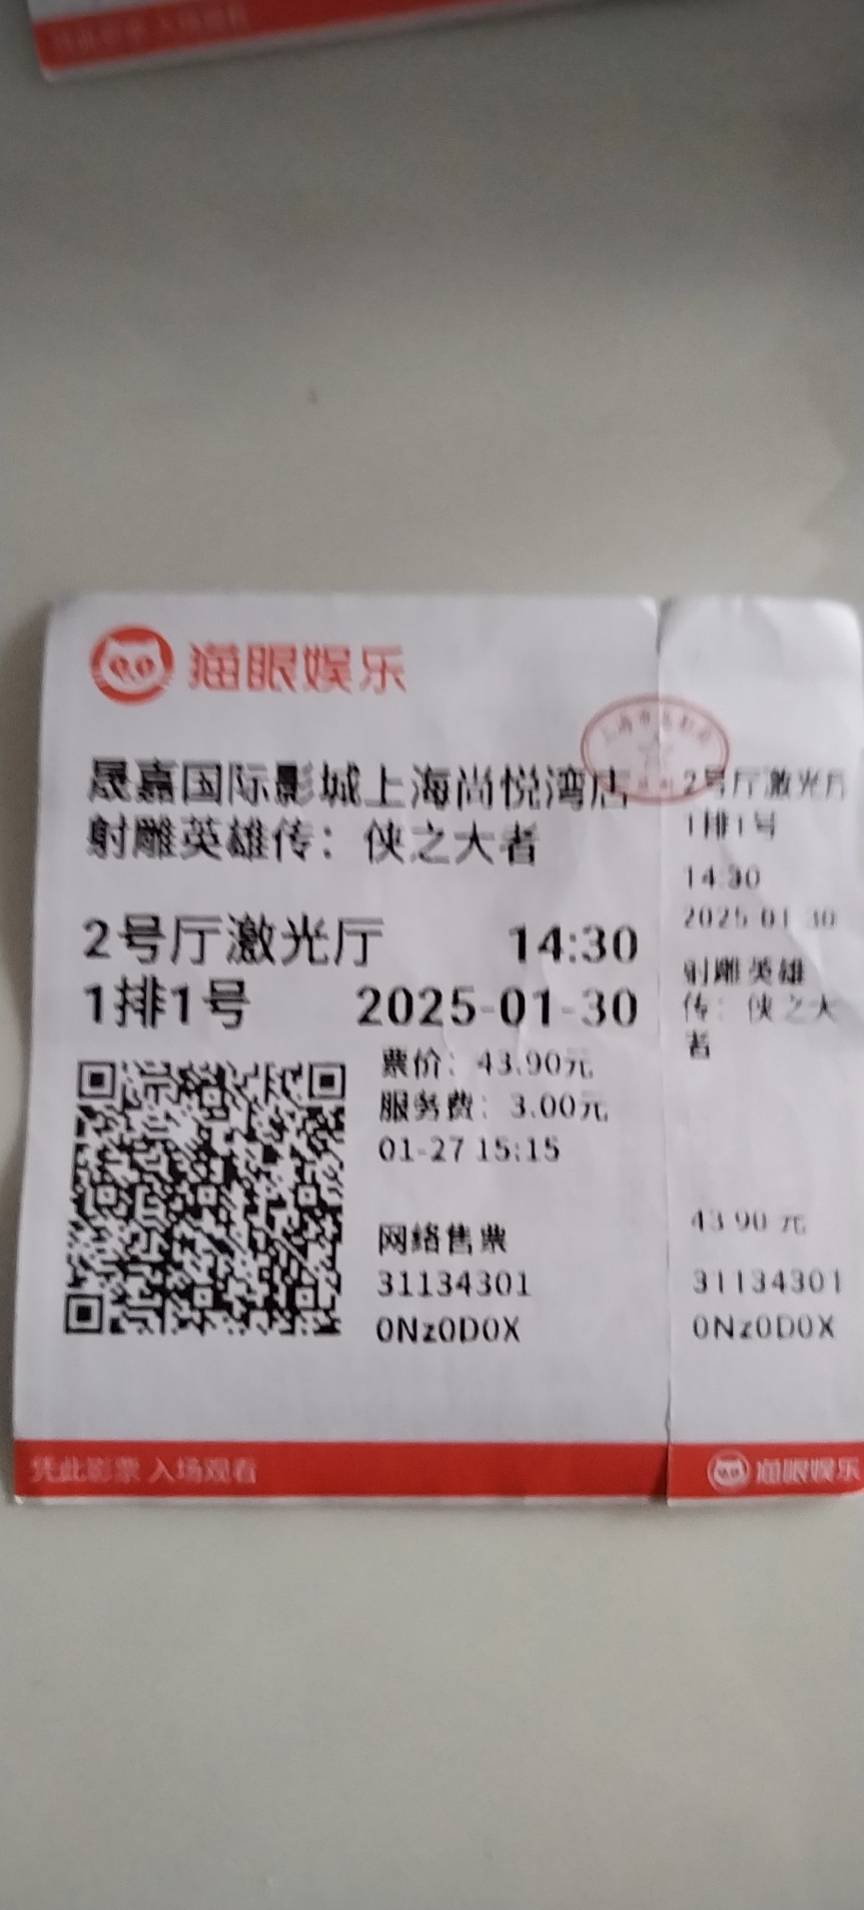 猫眼娱乐
晟嘉国际影城上海尚悦湾店
射雕英雄传：侠之大者
2号厅激光厅 14:30
1排1号 2025-01-30
票价：43.90元
服务费：3.00元
01-27 15:15
网络售票
31134301
0Nz0D0X
凭此影票 入场观看
2号厅激光厅
1排1号
14:30
2025-01-30
射雕英雄
传：侠之大
者
43.90元
31134301
0Nz0D0X
猫眼娱乐